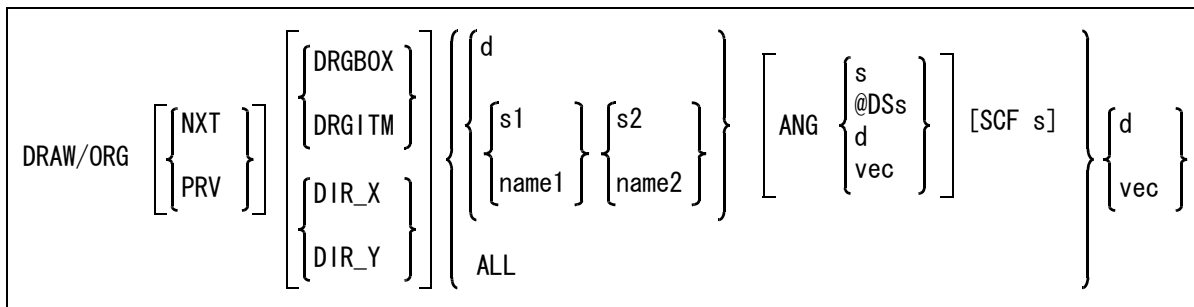 DRAW/ORG [{NXT PRV}] [{DRGBOX DRGITM} {DIR_X DIR_Y}] {{d {s1 name1} {s2 name2}} [ANG {s @DSs d vec}] [SCF s] ALL} {d vec}